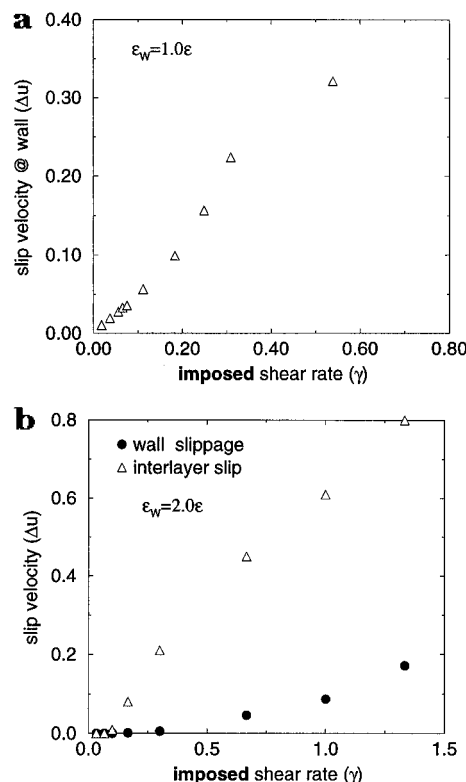 a
0.40
0.30
0.20
0.10
0.00
slip velocity @ wall (Δu)
εw=1.0ε
0.00 0.20 0.40 0.60 0.80
imposed shear rate (γ)
b
0.8
0.6
0.4
0.2
0.0
slip velocity (Δu)
● wall slippage
△ interlayer slip
εw=2.0ε
0.0 0.5 1.0 1.5
imposed shear rate (γ)